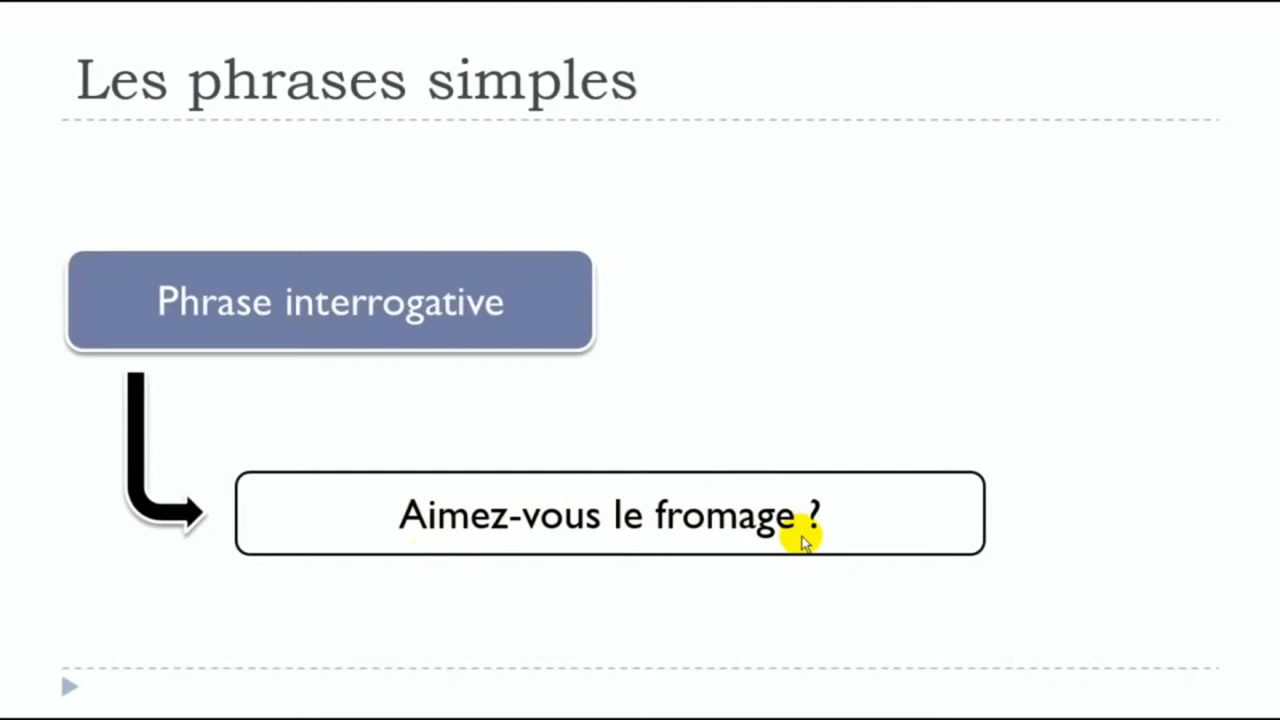 Les phrases simples
Phrase interrogative
Aimez-vous le fromage ?